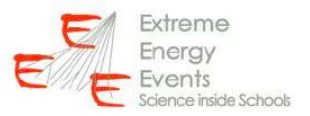 E Extreme
E Energy
E Events
Science inside Schools